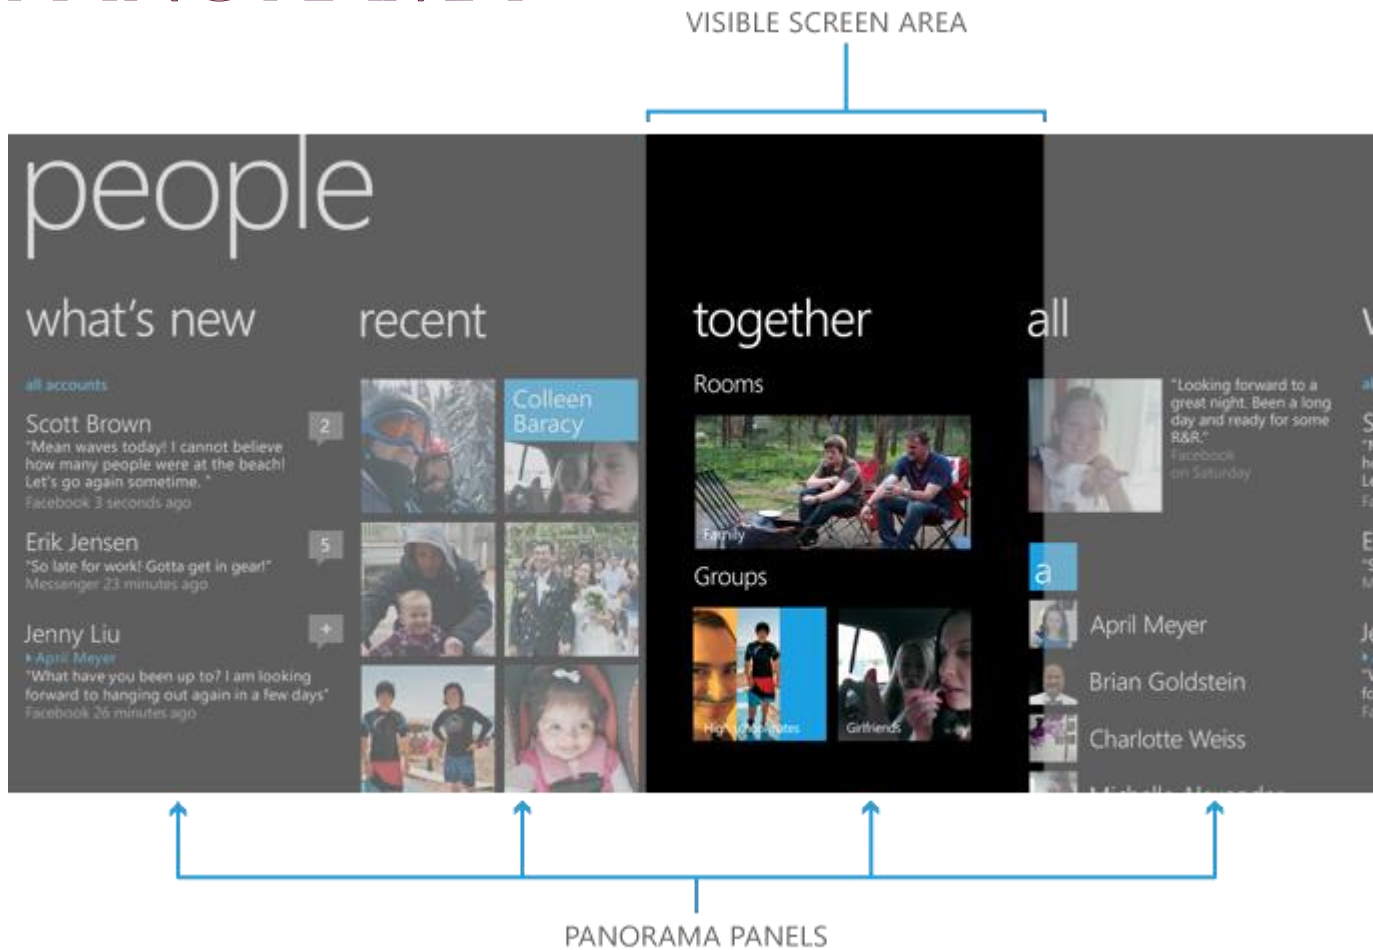 VISIBLE SCREEN AREA
people
what's new
all accounts
Scott Brown
2
"Mean waves today! I cannot believe
how many people were at the beach!
Let's go again sometime. "
Facebook 3 seconds ago
Erik Jensen
5
"So late for work! Gotta get in gear!"
Messenger 23 minutes ago
Jenny Liu
+
April Meyer
"What have you been up to? I am looking
forward to hanging out again in a few days"
Facebook 26 minutes ago
recent
Colleen
Baracy
together
Rooms
Family
Groups
High school mates
Girlfriends
all
"Looking forward to a
great night. Been a long
day and ready for some
R&R."
Facebook
on Saturday
a
April Meyer
Brian Goldstein
Charlotte Weiss
PANORAMA PANELS